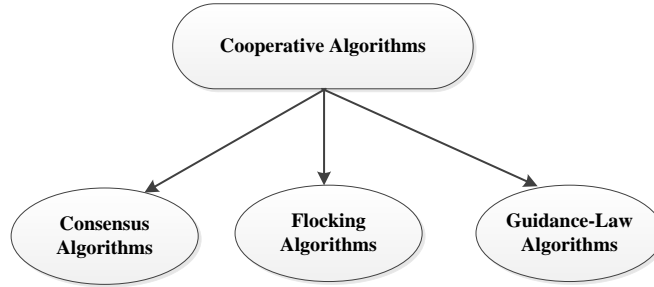 Cooperative Algorithms
Consensus
Algorithms
Flocking
Algorithms
Guidance-Law
Algorithms